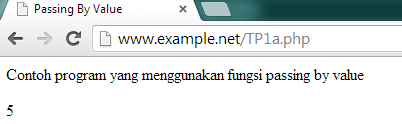 Passing By Value
www.example.net/TP1a.php
Contoh program yang menggunakan fungsi passing by value
5